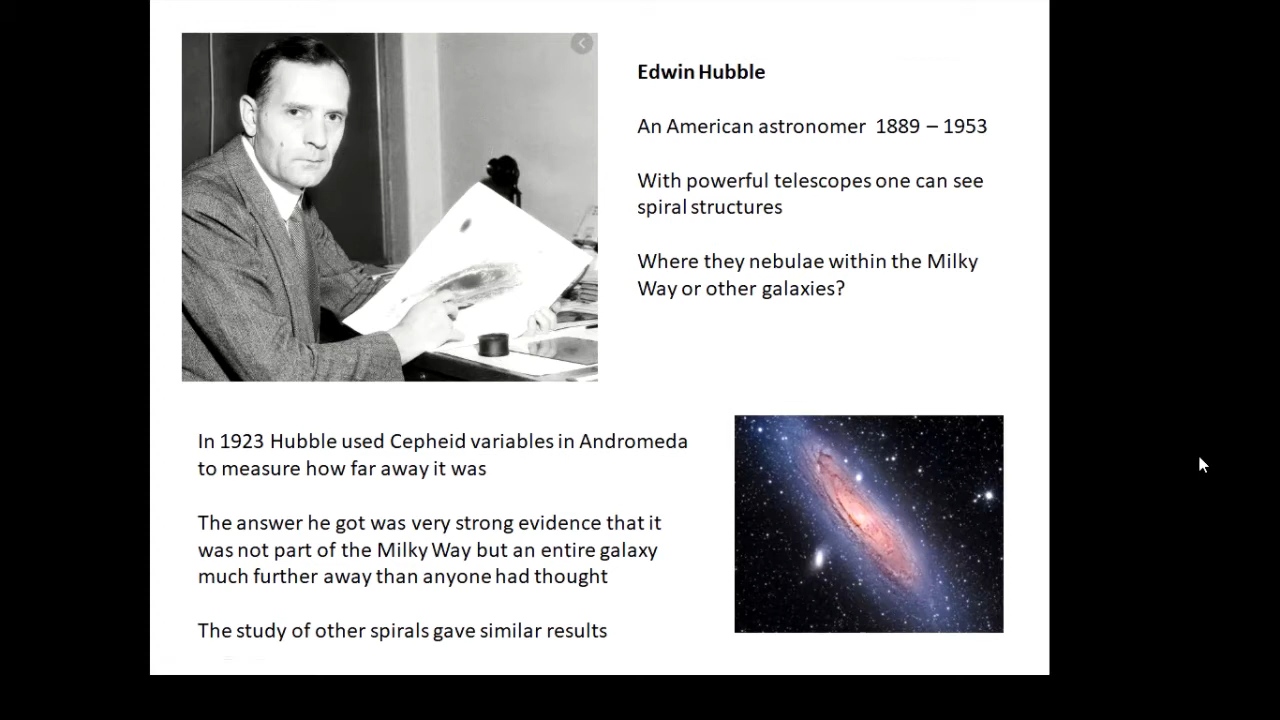 Edwin Hubble
An American astronomer 1889 – 1953
With powerful telescopes one can see
spiral structures
Where they nebulae within the Milky
Way or other galaxies?
In 1923 Hubble used Cepheid variables in Andromeda
to measure how far away it was
The answer he got was very strong evidence that it
was not part of the Milky Way but an entire galaxy
much further away than anyone had thought
The study of other spirals gave similar results